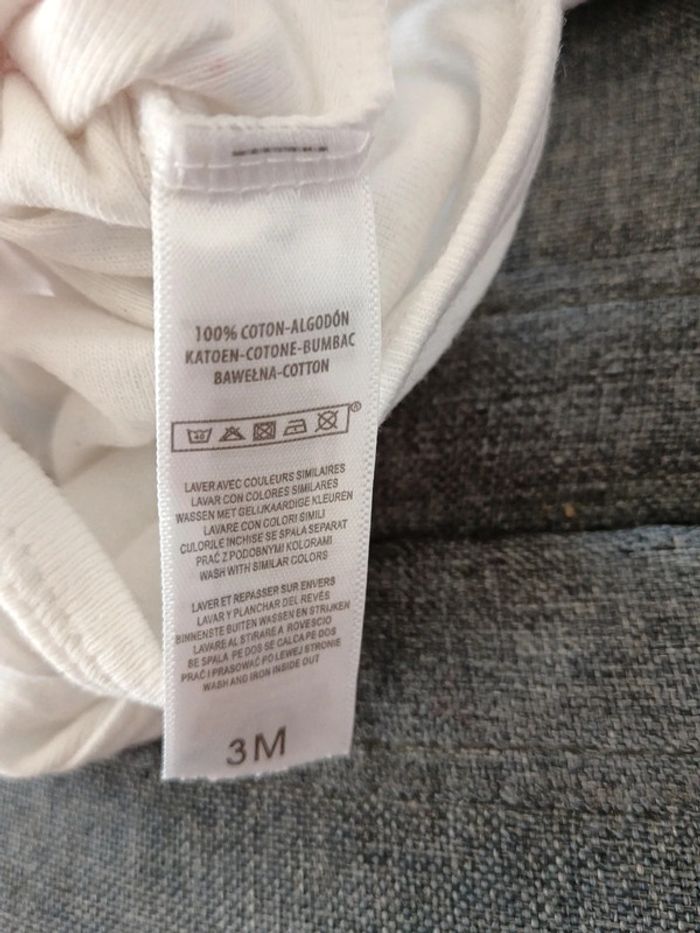 100% COTON-ALGODÓN
KATOEN-COTONE-BUMBAC
BAWEŁNA-COTTON
40
®
LAVER AVEC COULEURS SIMILAIRES
LAVAR CON COLORES SIMILARES
WASSEN MET GELIJKAARDIGE KLEUREN
LAVARE CON COLORI SIMILI
CULORILE INCHISE SE SPALA SEPARAT
PRAĆ Z PODOBNYMI KOLORAMI
WASH WITH SIMILAR COLORS
LAVER ET REPASSER SUR ENVERS
LAVAR Y PLANCHAR DEL REVÉS
BINNENSTE BUITEN WASSEN EN STRIJKEN
LAVARE AL STIRARE A ROVESCIO
SE SPALA PE DOS SE CALCA PE DOS
PRAĆ I PRASOWAĆ PO LEWEJ STRONIE
WASH AND IRON INSIDE OUT
3M